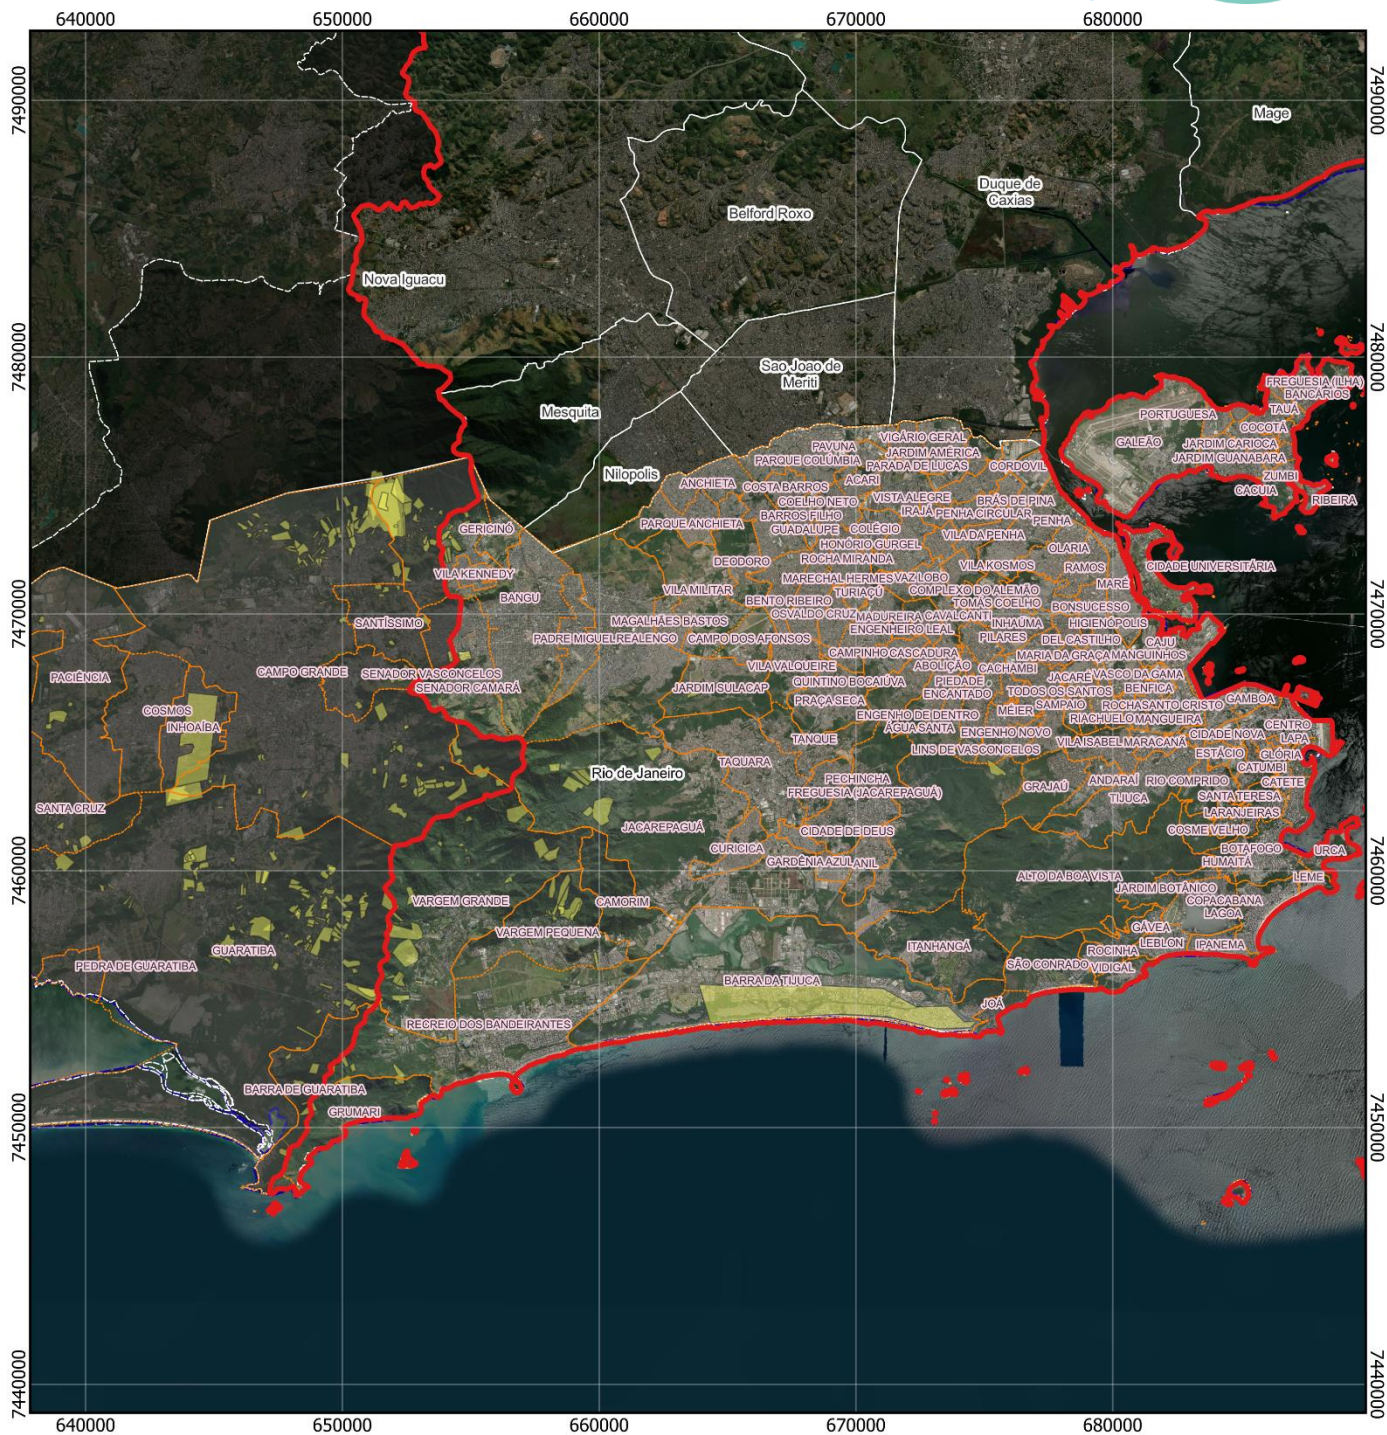 640000
650000
660000
670000
680000
7490000
7490000
Mage
Duque de
Caxias
Belford Roxo
Nova Iguacu
7480000
7480000
Sao Joao de
Meriti
Mesquita
Nilopolis
FREGUESIA (ILHA)
BANCÁRIOS
TAUÁ
PORTUGUESA
COCOTÁ
GALEÃO
JARDIM CARIOCA
JARDIM GUANABARA
ZUMBI
CACUIA
RIBEIRA
VIGÁRIO GERAL
PAVUNA
JARDIM AMÉRICA
PARQUE COLÚMBIA
PARADA DE LUCAS
CORDOVIL
ACARI
ANCHIETA
COSTA BARROS
VISTA ALEGRE
COELHO NETO
BRÁS DE PINA
IRAJÁ
PENHA CIRCULAR
BARROS FILHO
PENHA
PARQUE ANCHIETA
GUADALUPE
COLÉGIO
VILA DA PENHA
GERICINÓ
HONÓRIO GURGEL
OLARIA
DEODORO
ROCHA MIRANDA
VILA KOSMOS
RAMOS
CIDADE UNIVERSITÁRIA
VILA KENNEDY
MARECHAL HERMES
VAZ LOBO
MARÉ
VILA MILITAR
TURIAÇÚ
COMPLEXO DO ALEMÃO
BANGU
BENTO RIBEIRO
TOMÁS COELHO
BONSUCESSO
7470000
7470000
OSVALDO CRUZ
MADUREIRA
CAVALCANTI
SANTÍSSIMO
MAGALHÃES BASTOS
INHAÚMA
HIGIENÓPOLIS
ENGENHEIRO LEAL
PADRE MIGUEL
REALENGO
CAMPO DOS AFONSOS
PILARES
DEL CASTILHO
CAJU
CAMPINHO
CASCADURA
MARIA DA GRAÇA
MANGUINHOS
VILA VALQUEIRE
ABOLIÇÃO
CACHAMBI
PACIÊNCIA
CAMPO GRANDE
SENADOR VASCONCELOS
JACARÉ
VASCO DA GAMA
QUINTINO BOCAIÚVA
PIEDADE
SENADOR CAMARÁ
JARDIM SULACAP
ENCANTADO
TODOS OS SANTOS
BENFICA
PRAÇA SECA
SAMPAIO
ROCHA
SANTO CRISTO
GAMBOA
COSMOS
MÉIER
ENGENHO DE DENTRO
RIACHUELO
MANGUEIRA
INHOAÍBA
ÁGUA SANTA
ENGENHO NOVO
CIDADE NOVA
CENTRO
TANQUE
LINS DE VASCONCELOS
VILA ISABEL
MARACANÃ
LAPA
ESTÁCIO
GLÓRIA
TAQUARA
CATUMBI
Rio de Janeiro
PECHINCHA
GRAJAÚ
ANDARAÍ
RIO COMPRIDO
CATETE
FREGUESIA (JACAREPAGUÁ)
TIJUCA
SANTA TERESA
SANTA CRUZ
LARANJEIRAS
JACAREPAGUÁ
CIDADE DE DEUS
COSME VELHO
CURICICA
BOTAFOGO
URCA
GARDÊNIA AZUL
ANIL
HUMAITÁ
7460000
7460000
ALTO DA BOA VISTA
LEME
JARDIM BOTÂNICO
VARGEM GRANDE
CAMORIM
COPACABANA
LAGOA
VARGEM PEQUENA
GÁVEA
GUARATIBA
ITANHANGÁ
ROCINHA
LEBLON
IPANEMA
PEDRA DE GUARATIBA
SÃO CONRADO
VIDIGAL
BARRA DA TIJUCA
JOÁ
RECREIO DOS BANDEIRANTES
BARRA DE GUARATIBA
GRUMARI
7450000
7450000
7440000
7440000
640000
650000
660000
670000
680000